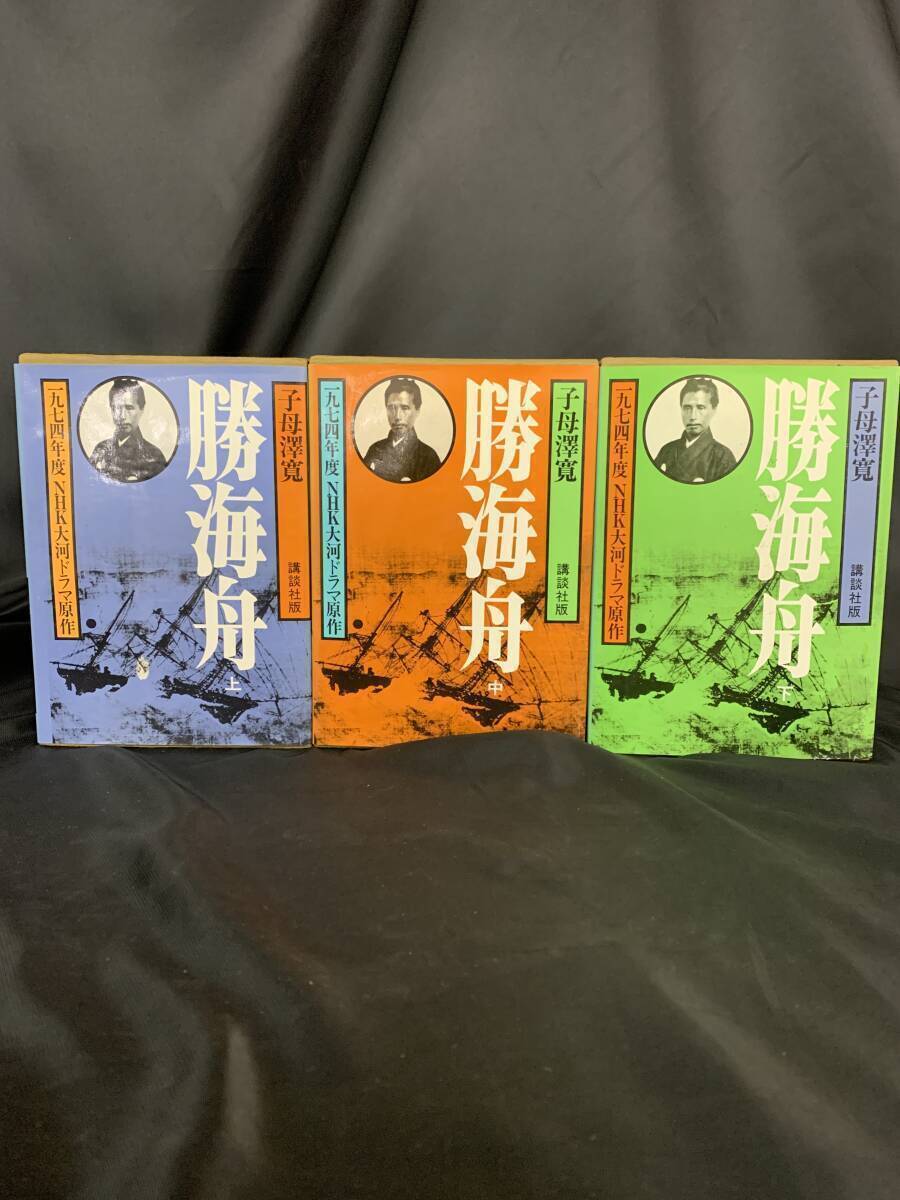 子母澤寛
講談社版
勝海舟
上
一九七四年度 NHK大河ドラマ原作
子母澤寛
講談社版
勝海舟
中
一九七四年度 NHK大河ドラマ原作
子母澤寛
講談社版
勝海舟
下
一九七四年度 NHK大河ドラマ原作